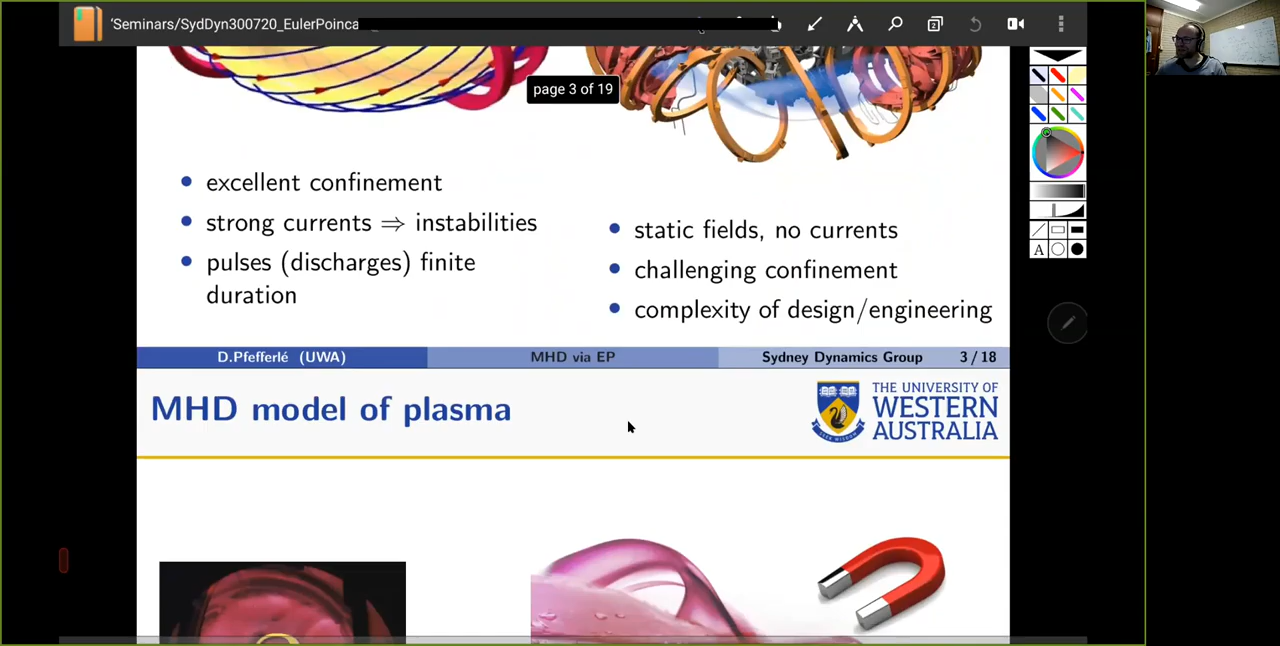 'Seminars/SydDyn300720_EulerPoinca
page 3 of 19
excellent confinement
strong currents ⇒ instabilities
pulses (discharges) finite
duration
static fields, no currents
challenging confinement
complexity of design/engineering
D.Pfefferlé (UWA)
MHD via EP
Sydney Dynamics Group 3 / 18
MHD model of plasma
THE UNIVERSITY OF
WESTERN
AUSTRALIA
2
A